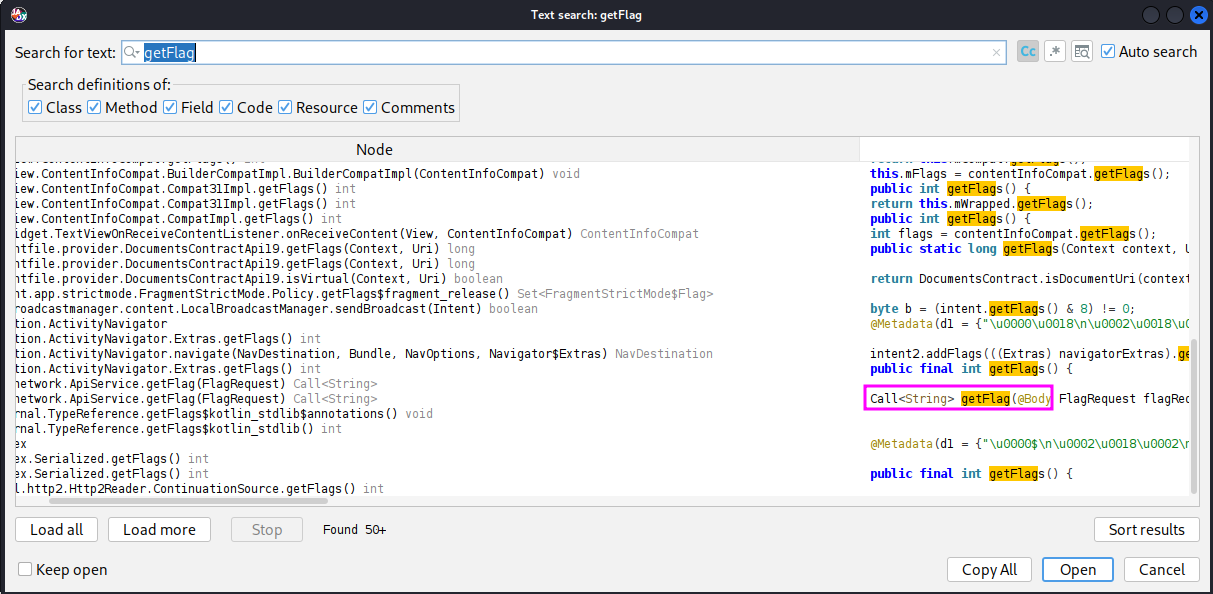 Text search: getFlag
Search for text: getFlag Cc .* Auto search
Search definitions of:
Class Method Field Code Resource Comments
Node
iew.ContentInfoCompat.BuilderCompatImpl.BuilderCompatImpl(ContentInfoCompat) void this.mFlags = contentInfoCompat.getFlags();
iew.ContentInfoCompat.Compat31Impl.getFlags() int public int getFlags() {
iew.ContentInfoCompat.Compat31Impl.getFlags() int return this.mWrapped.getFlags();
iew.ContentInfoCompat.CompatImpl.getFlags() int public int getFlags() {
idget.TextViewOnReceiveContentListener.onReceiveContent(View, ContentInfoCompat) ContentInfoCompat int flags = contentInfoCompat.getFlags();
ntfile.provider.DocumentsContractApi19.getFlags(Context, Uri) long public static long getFlags(Context context, U
ntfile.provider.DocumentsContractApi19.getFlags(Context, Uri) long
ntfile.provider.DocumentsContractApi19.isVirtual(Context, Uri) boolean return DocumentsContract.isDocumentUri(context
nt.app.strictmode.FragmentStrictMode.Policy.getFlags$fragment_release() Set<FragmentStrictMode$Flag>
roadcastmanager.content.LocalBroadcastManager.sendBroadcast(Intent) boolean byte b = (intent.getFlags() & 8) != 0;
tion.ActivityNavigator @Metadata(d1 = {"\u0000\u0018\n\u0002\u0018\u0
tion.ActivityNavigator.Extras.getFlags() int
tion.ActivityNavigator.navigate(NavDestination, Bundle, NavOptions, Navigator$Extras) NavDestination intent2.addFlags(((Extras) navigatorExtras).ge
tion.ActivityNavigator.Extras.getFlags() int public final int getFlags() {
network.ApiService.getFlag(FlagRequest) Call<String>
network.ApiService.getFlag(FlagRequest) Call<String> Call<String> getFlag(@Body FlagRequest flagReq
rnal.TypeReference.getFlags$kotlin_stdlib$annotations() void
rnal.TypeReference.getFlags$kotlin_stdlib() int
ex @Metadata(d1 = {"\u0000$\n\u0002\u0018\u0002\n
ex.Serialized.getFlags() int
ex.Serialized.getFlags() int public final int getFlags() {
l.http2.Http2Reader.ContinuationSource.getFlags() int
Load all Load more Stop Found 50+ Sort results
Keep open Copy All Open Cancel